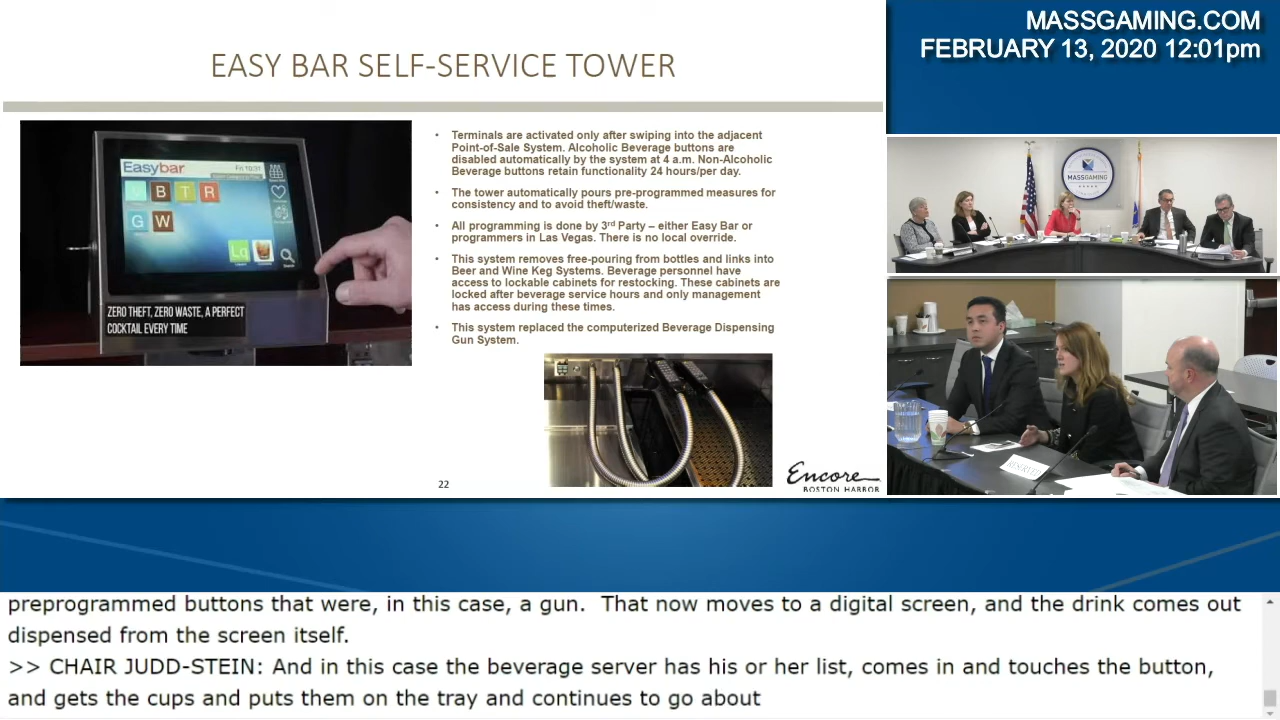 MASSGAMING.COM
FEBRUARY 13, 2020 12:01pm
EASY BAR SELF-SERVICE TOWER
Easybar
Fri 10:31
B T R
G W
Lq
ZERO THEFT, ZERO WASTE, A PERFECT
COCKTAIL EVERY TIME
• Terminals are activated only after swiping into the adjacent
Point-of-Sale System. Alcoholic Beverage buttons are
disabled automatically by the system at 4 a.m. Non-Alcoholic
Beverage buttons retain functionality 24 hours/per day.
• The tower automatically pours pre-programmed measures for
consistency and to avoid theft/waste.
• All programming is done by 3rd Party – either Easy Bar or
programmers in Las Vegas. There is no local override.
• This system removes free-pouring from bottles and links into
Beer and Wine Keg Systems. Beverage personnel have
access to lockable cabinets for restocking. These cabinets are
locked after beverage service hours and only management
has access during these times.
• This system replaced the computerized Beverage Dispensing
Gun System.
22
Encore
BOSTON HARBOR
MASSGAMING
RESERVED
preprogrammed buttons that were, in this case, a gun. That now moves to a digital screen, and the drink comes out
dispensed from the screen itself.
>> CHAIR JUDD-STEIN: And in this case the beverage server has his or her list, comes in and touches the button,
and gets the cups and puts them on the tray and continues to go about